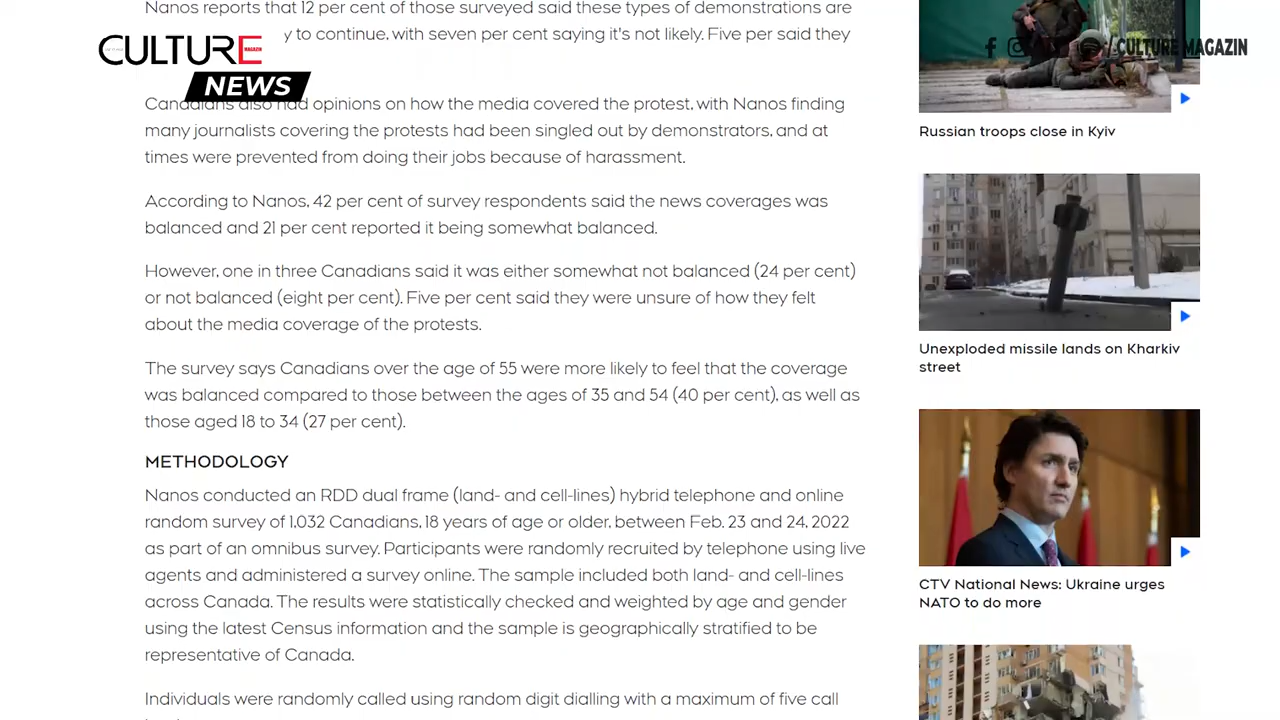 Nanos reports that 12 per cent of those surveyed said these types of demonstrations are
y to continue, with seven per cent saying it's not likely. Five per said they
CULTURE
MAGAZIN
NEWS
CULTURE MAGAZIN
Canadians also had opinions on how the media covered the protest, with Nanos finding
many journalists covering the protests had been singled out by demonstrators, and at
times were prevented from doing their jobs because of harassment.
According to Nanos, 42 per cent of survey respondents said the news coverages was
balanced and 21 per cent reported it being somewhat balanced.
However, one in three Canadians said it was either somewhat not balanced (24 per cent)
or not balanced (eight per cent). Five per cent said they were unsure of how they felt
about the media coverage of the protests.
The survey says Canadians over the age of 55 were more likely to feel that the coverage
was balanced compared to those between the ages of 35 and 54 (40 per cent), as well as
those aged 18 to 34 (27 per cent).
METHODOLOGY
Nanos conducted an RDD dual frame (land- and cell-lines) hybrid telephone and online
random survey of 1,032 Canadians, 18 years of age or older, between Feb. 23 and 24, 2022
as part of an omnibus survey. Participants were randomly recruited by telephone using live
agents and administered a survey online. The sample included both land- and cell-lines
across Canada. The results were statistically checked and weighted by age and gender
using the latest Census information and the sample is geographically stratified to be
representative of Canada.
Individuals were randomly called using random digit dialling with a maximum of five call
Russian troops close in Kyiv
Unexploded missile lands on Kharkiv
street
CTV National News: Ukraine urges
NATO to do more